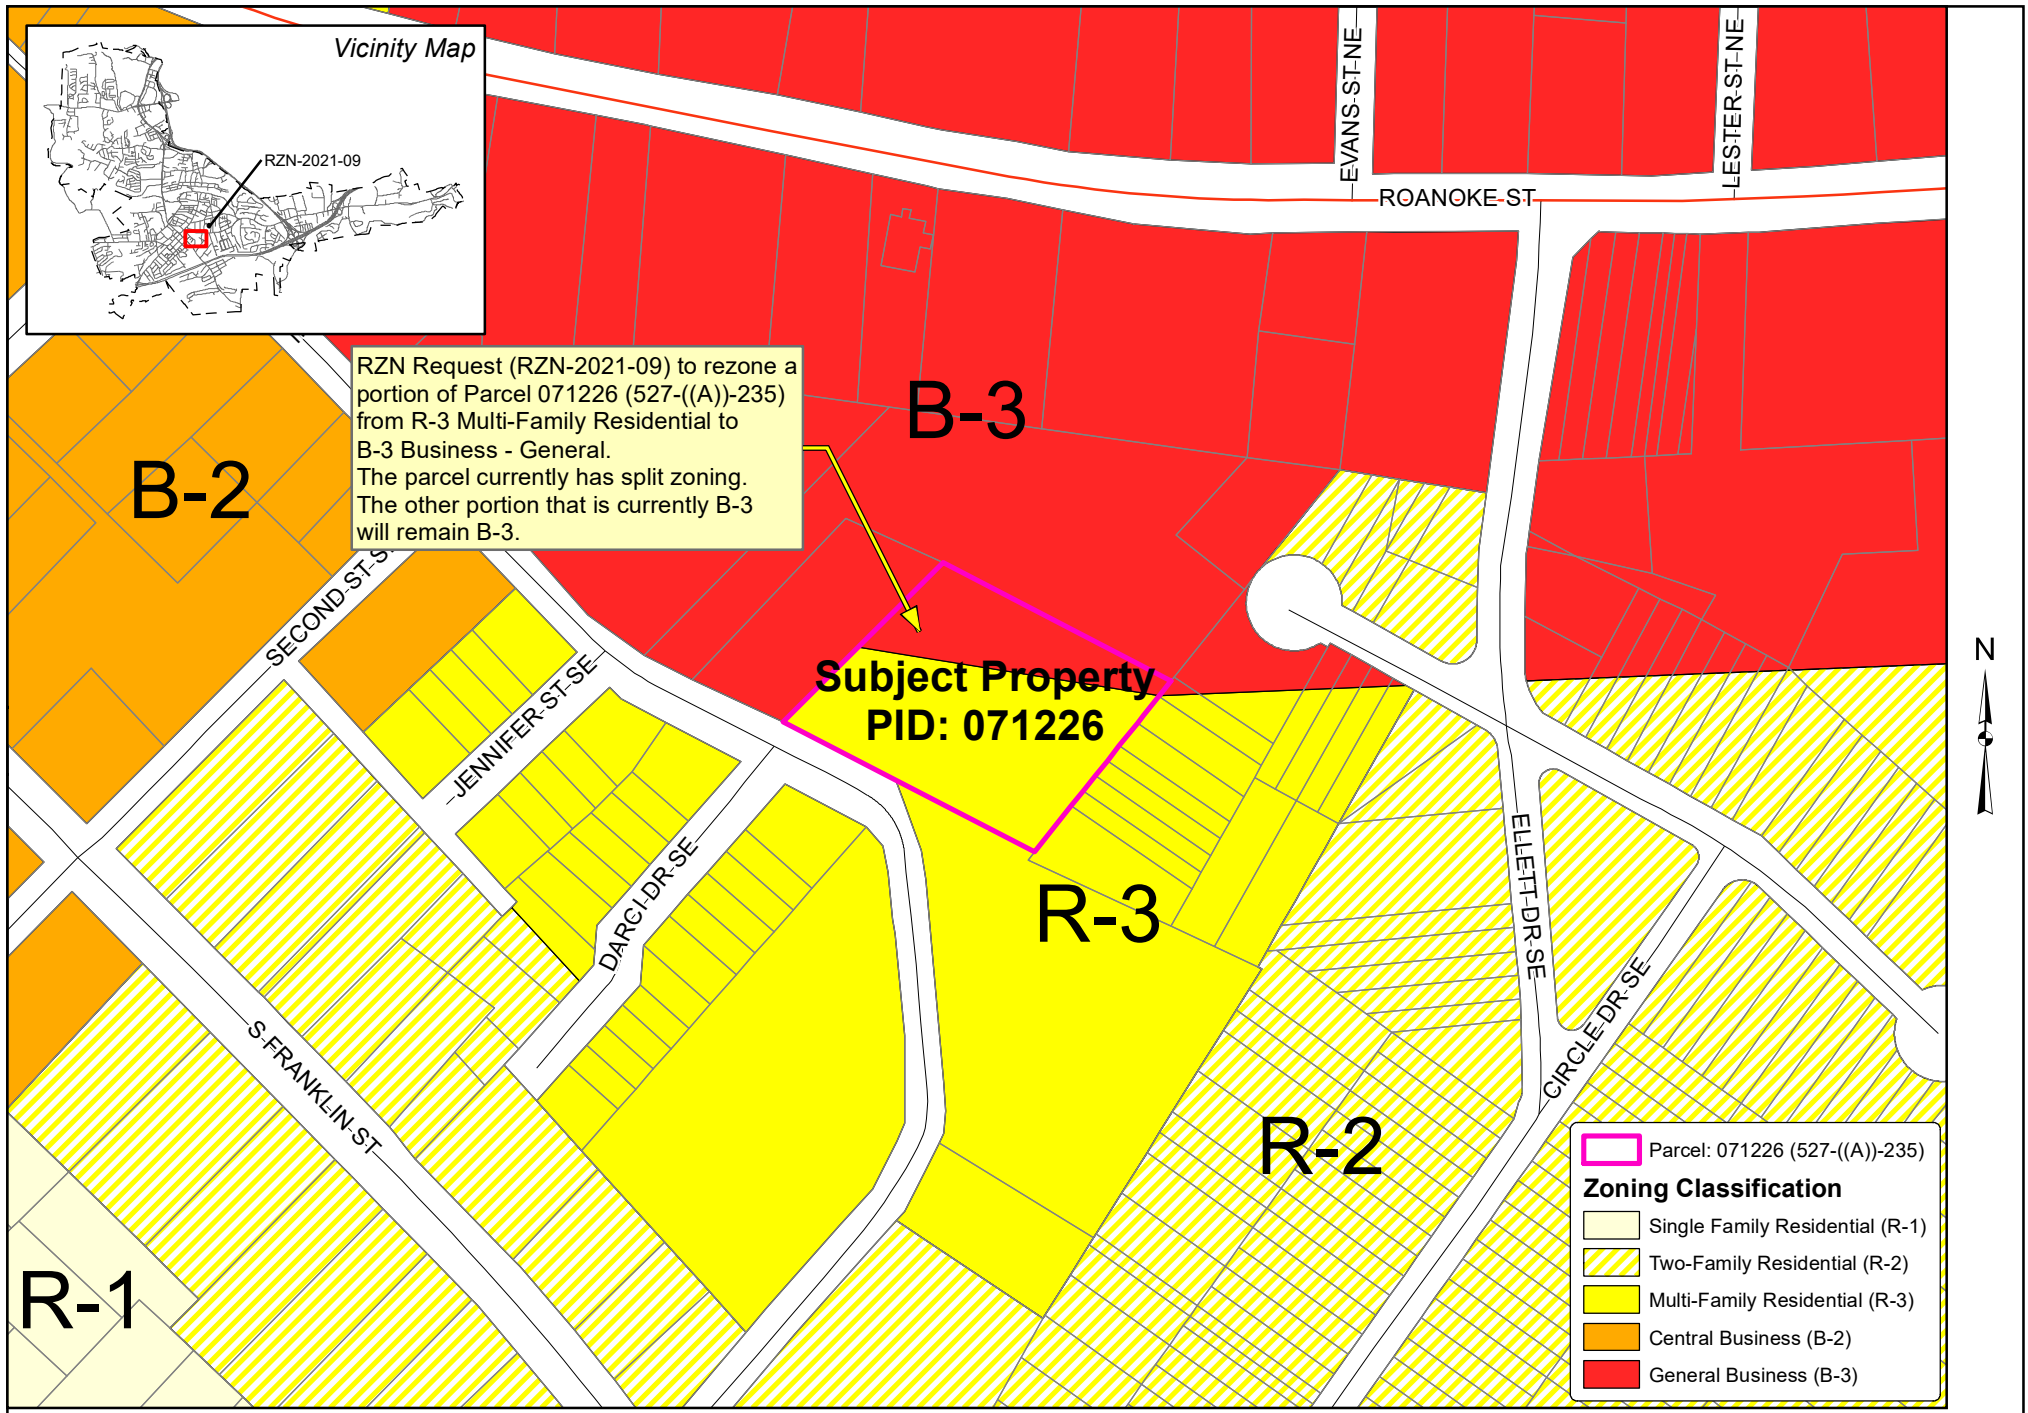 Vicinity Map
RZN-2021-09
EVANS ST NE
LESTER ST NE
ROANOKE ST
RZN Request (RZN-2021-09) to rezone a
portion of Parcel 071226 (527-((A))-235)
from R-3 Multi-Family Residential to
B-3 Business - General.
The parcel currently has split zoning.
The other portion that is currently B-3
will remain B-3.
B-3
B-2
SECOND ST S
JENNIFER ST SE
Subject Property
PID: 071226
N
DARCI DR SE
R-3
ELLETT DR SE
CIRCLE DR SE
S FRANKLIN ST
R-2
R-1
Parcel: 071226 (527-((A))-235)
Zoning Classification
Single Family Residential (R-1)
Two-Family Residential (R-2)
Multi-Family Residential (R-3)
Central Business (B-2)
General Business (B-3)